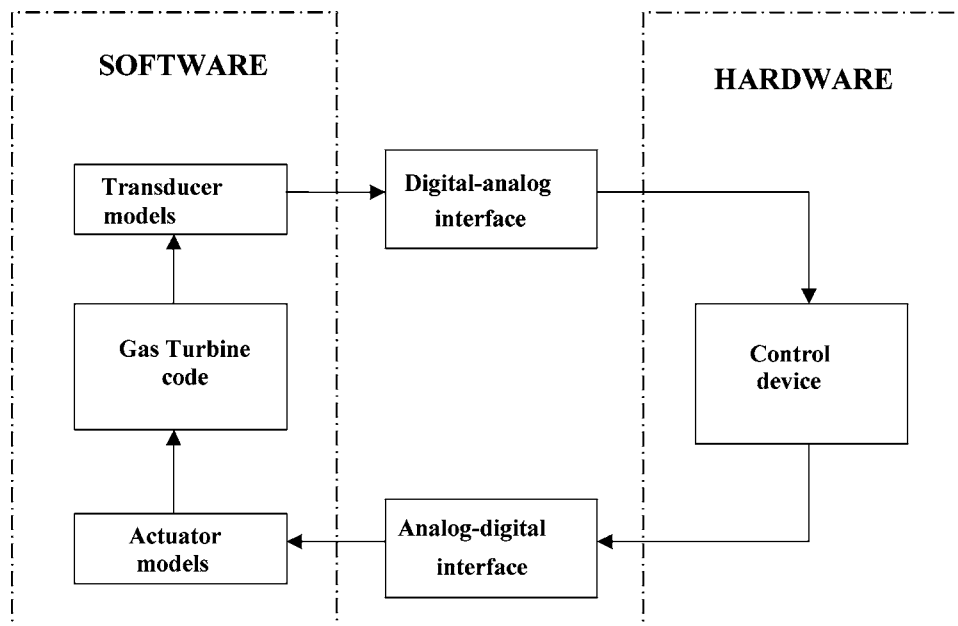 SOFTWARE
HARDWARE
Transducer
models
Digital-analog
interface
Gas Turbine
code
Control
device
Actuator
models
Analog-digital
interface